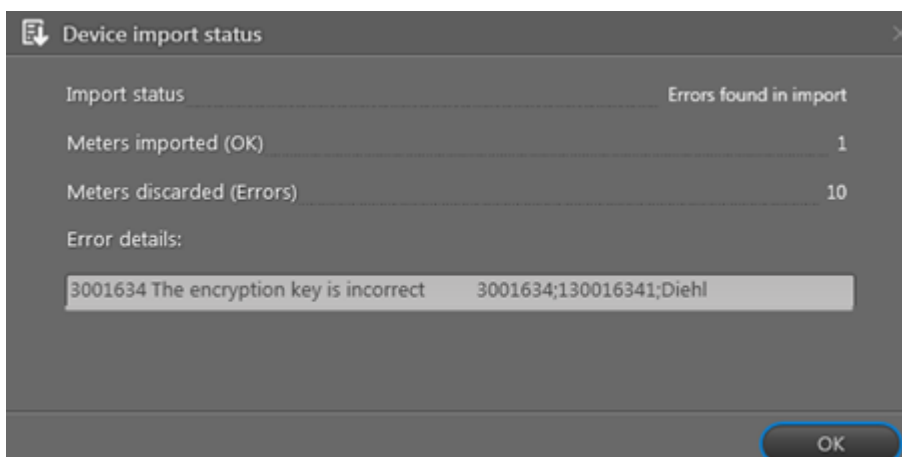 Device import status
Import status Errors found in import
Meters imported (OK) 1
Meters discarded (Errors) 10
Error details:
3001634 The encryption key is incorrect 3001634;130016341;Diehl
OK